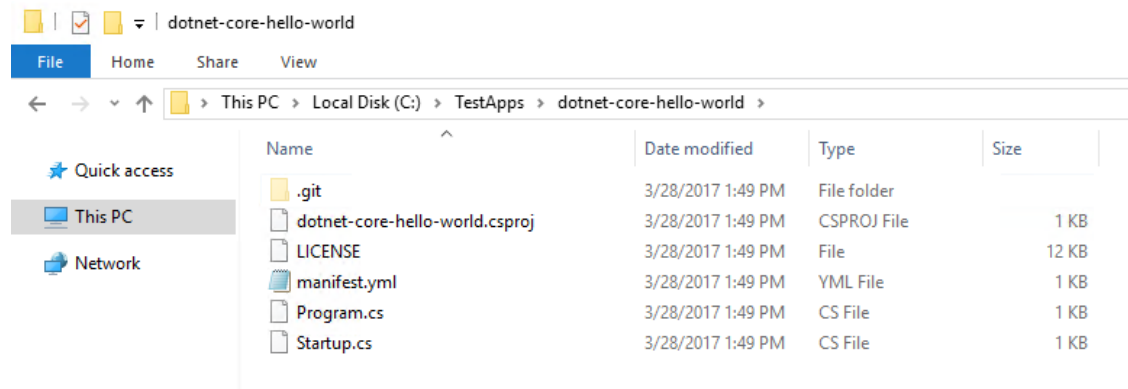 dotnet-core-hello-world
File Home Share View
This PC > Local Disk (C:) > TestApps > dotnet-core-hello-world >
Name Date modified Type Size
Quick access
.git 3/28/2017 1:49 PM File folder
This PC
dotnet-core-hello-world.csproj 3/28/2017 1:49 PM CSPROJ File 1 KB
LICENSE 3/28/2017 1:49 PM File 12 KB
Network
manifest.yml 3/28/2017 1:49 PM YML File 1 KB
Program.cs 3/28/2017 1:49 PM CS File 1 KB
Startup.cs 3/28/2017 1:49 PM CS File 1 KB